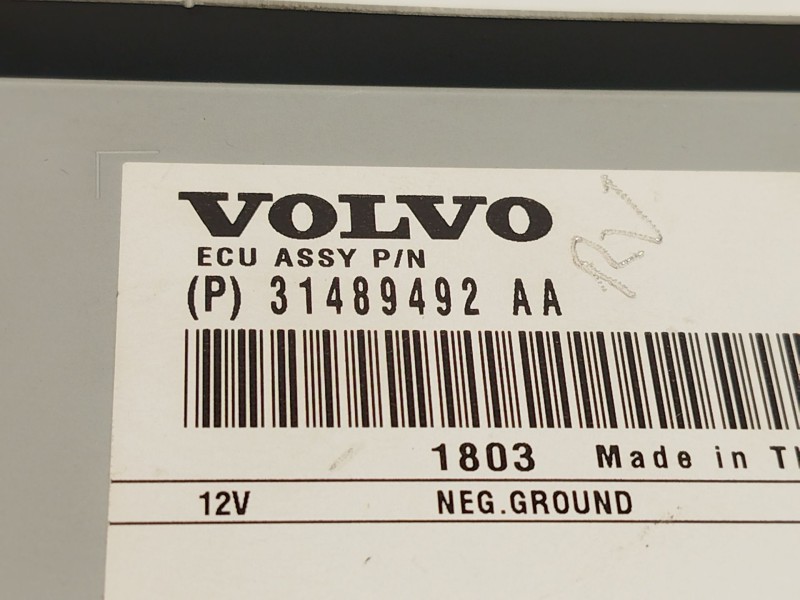 VOLVO
ECU ASSY P/N
(P) 31489492 AA
1803 Made in
12V NEG.GROUND